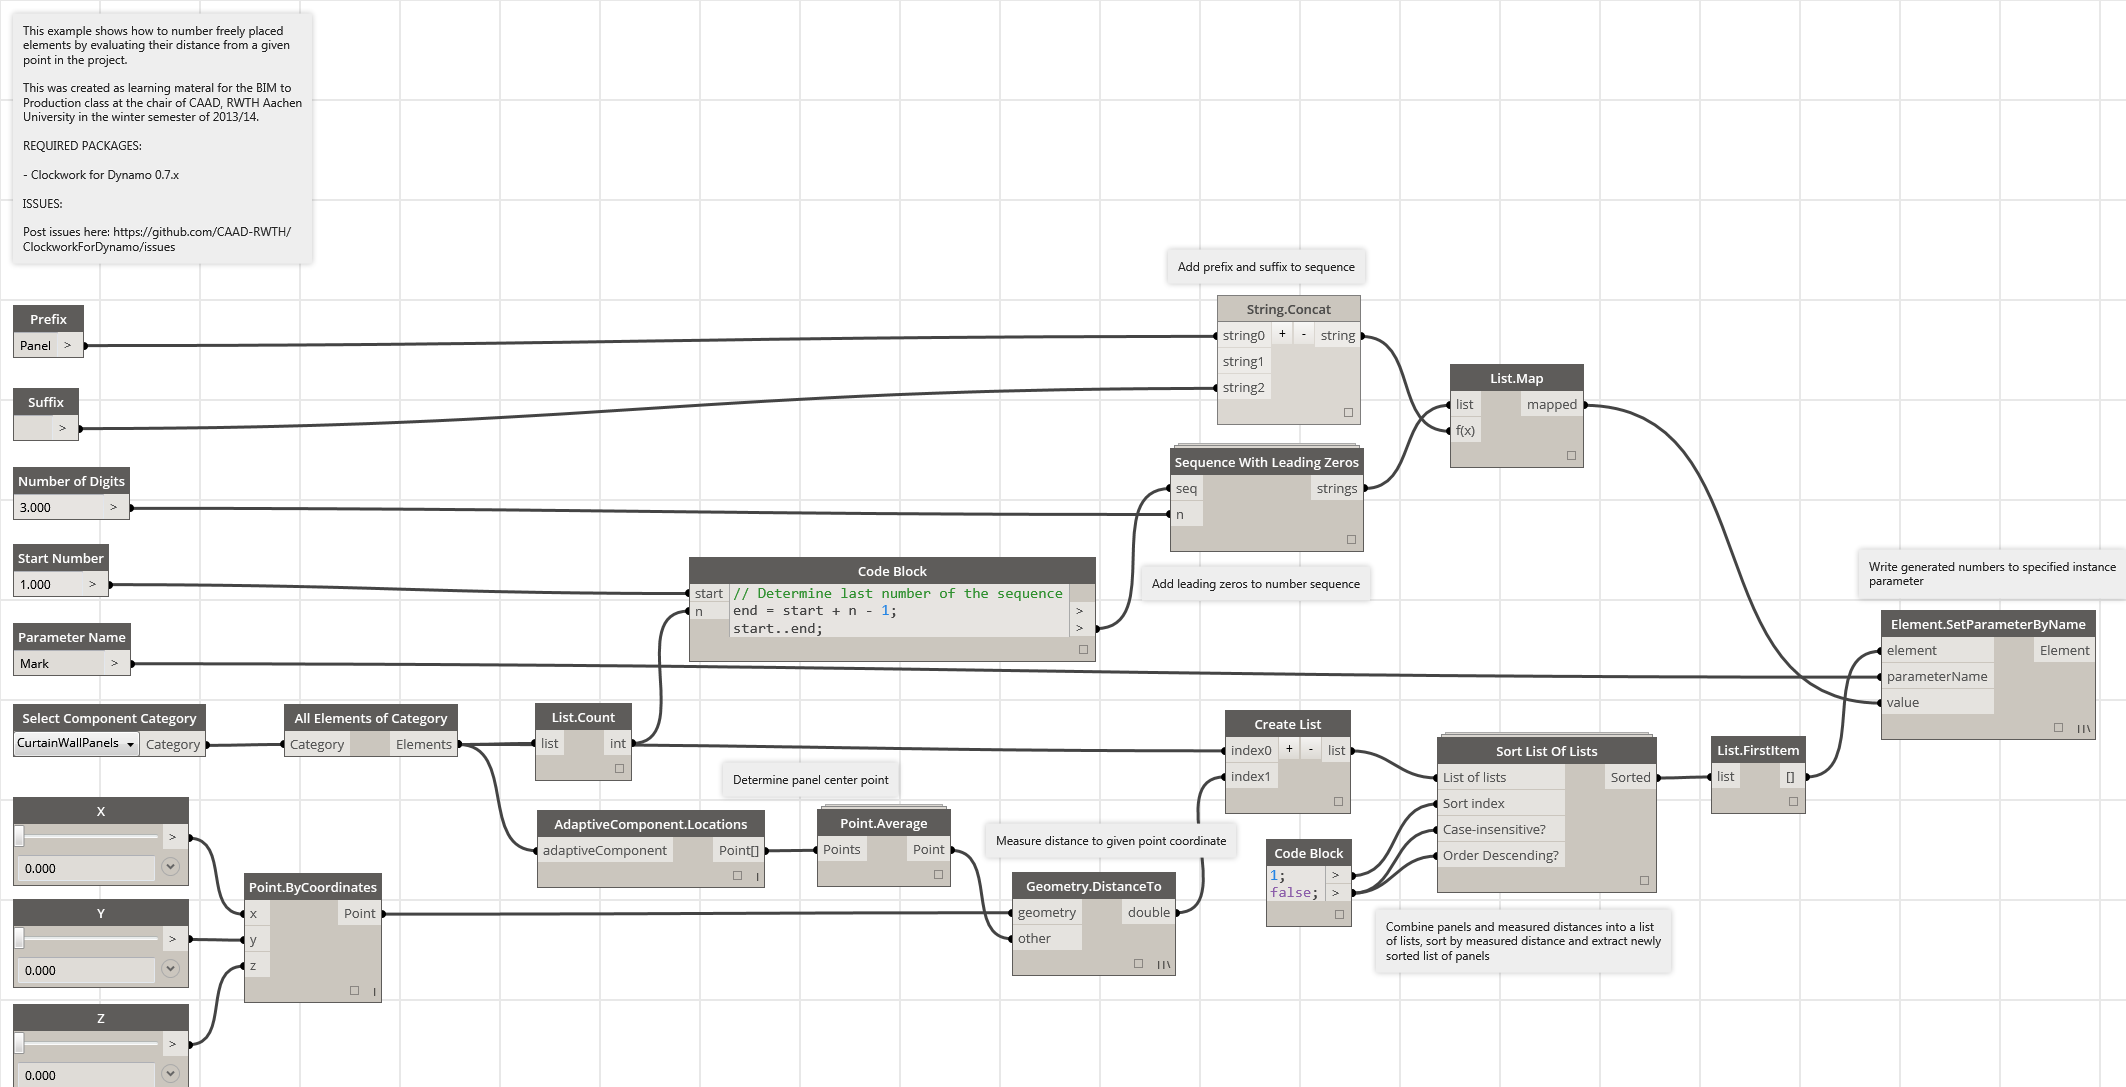 This example shows how to number freely placed
elements by evaluating their distance from a given
point in the project.
This was created as learning materal for the BIM to
Production class at the chair of CAAD, RWTH Aachen
University in the winter semester of 2013/14.
REQUIRED PACKAGES:
- Clockwork for Dynamo 0.7.x
ISSUES:
Post issues here: https://github.com/CAAD-RWTH/
ClockworkForDynamo/issues
Prefix
Panel >
Suffix
>
Number of Digits
3.000 >
Start Number
1.000 >
Parameter Name
Mark >
Select Component Category
CurtainWallPanels Category
All Elements of Category
Category Elements
List.Count
list int
X
>
0.000
Y
>
0.000
Z
>
0.000
Point.ByCoordinates
x Point
y
z
Determine panel center point
AdaptiveComponent.Locations
adaptiveComponent Point[]
Point.Average
Points Point
Code Block
start // Determine last number of the sequence
n end = start + n - 1; >
start..end; >
Measure distance to given point coordinate
Geometry.DistanceTo
geometry double
other
Add prefix and suffix to sequence
String.Concat
string0 + - string
string1
string2
Sequence With Leading Zeros
seq strings
n
Add leading zeros to number sequence
List.Map
list mapped
f(x)
Create List
index0 + - list
index1
Code Block
1; >
false; >
Sort List Of Lists
List of lists Sorted
Sort index
Case-insensitive?
Order Descending?
Combine panels and measured distances into a list
of lists, sort by measured distance and extract newly
sorted list of panels
List.FirstItem
list []
Write generated numbers to specified instance
parameter
Element.SetParameterByName
element Element
parameterName
value